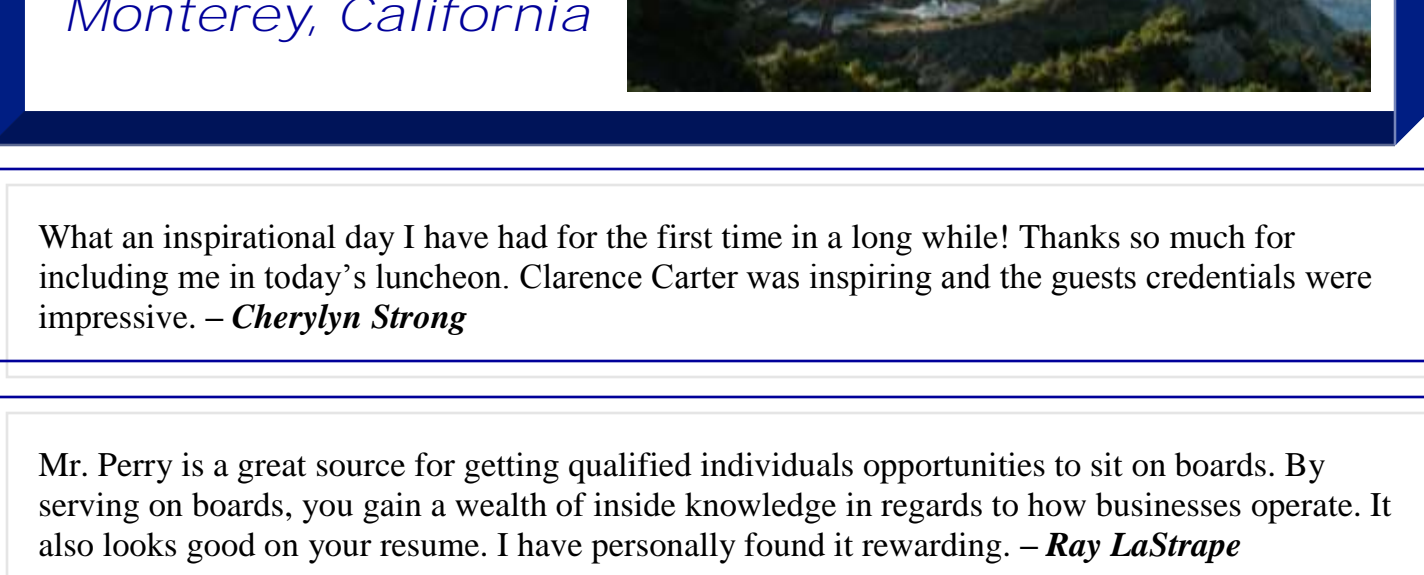 Monterey, California
What an inspirational day I have had for the first time in a long while! Thanks so much for
including me in today’s luncheon. Clarence Carter was inspiring and the guests credentials were
impressive. – Cherylyn Strong
Mr. Perry is a great source for getting qualified individuals opportunities to sit on boards. By
serving on boards, you gain a wealth of inside knowledge in regards to how businesses operate. It
also looks good on your resume. I have personally found it rewarding. – Ray LaStrape